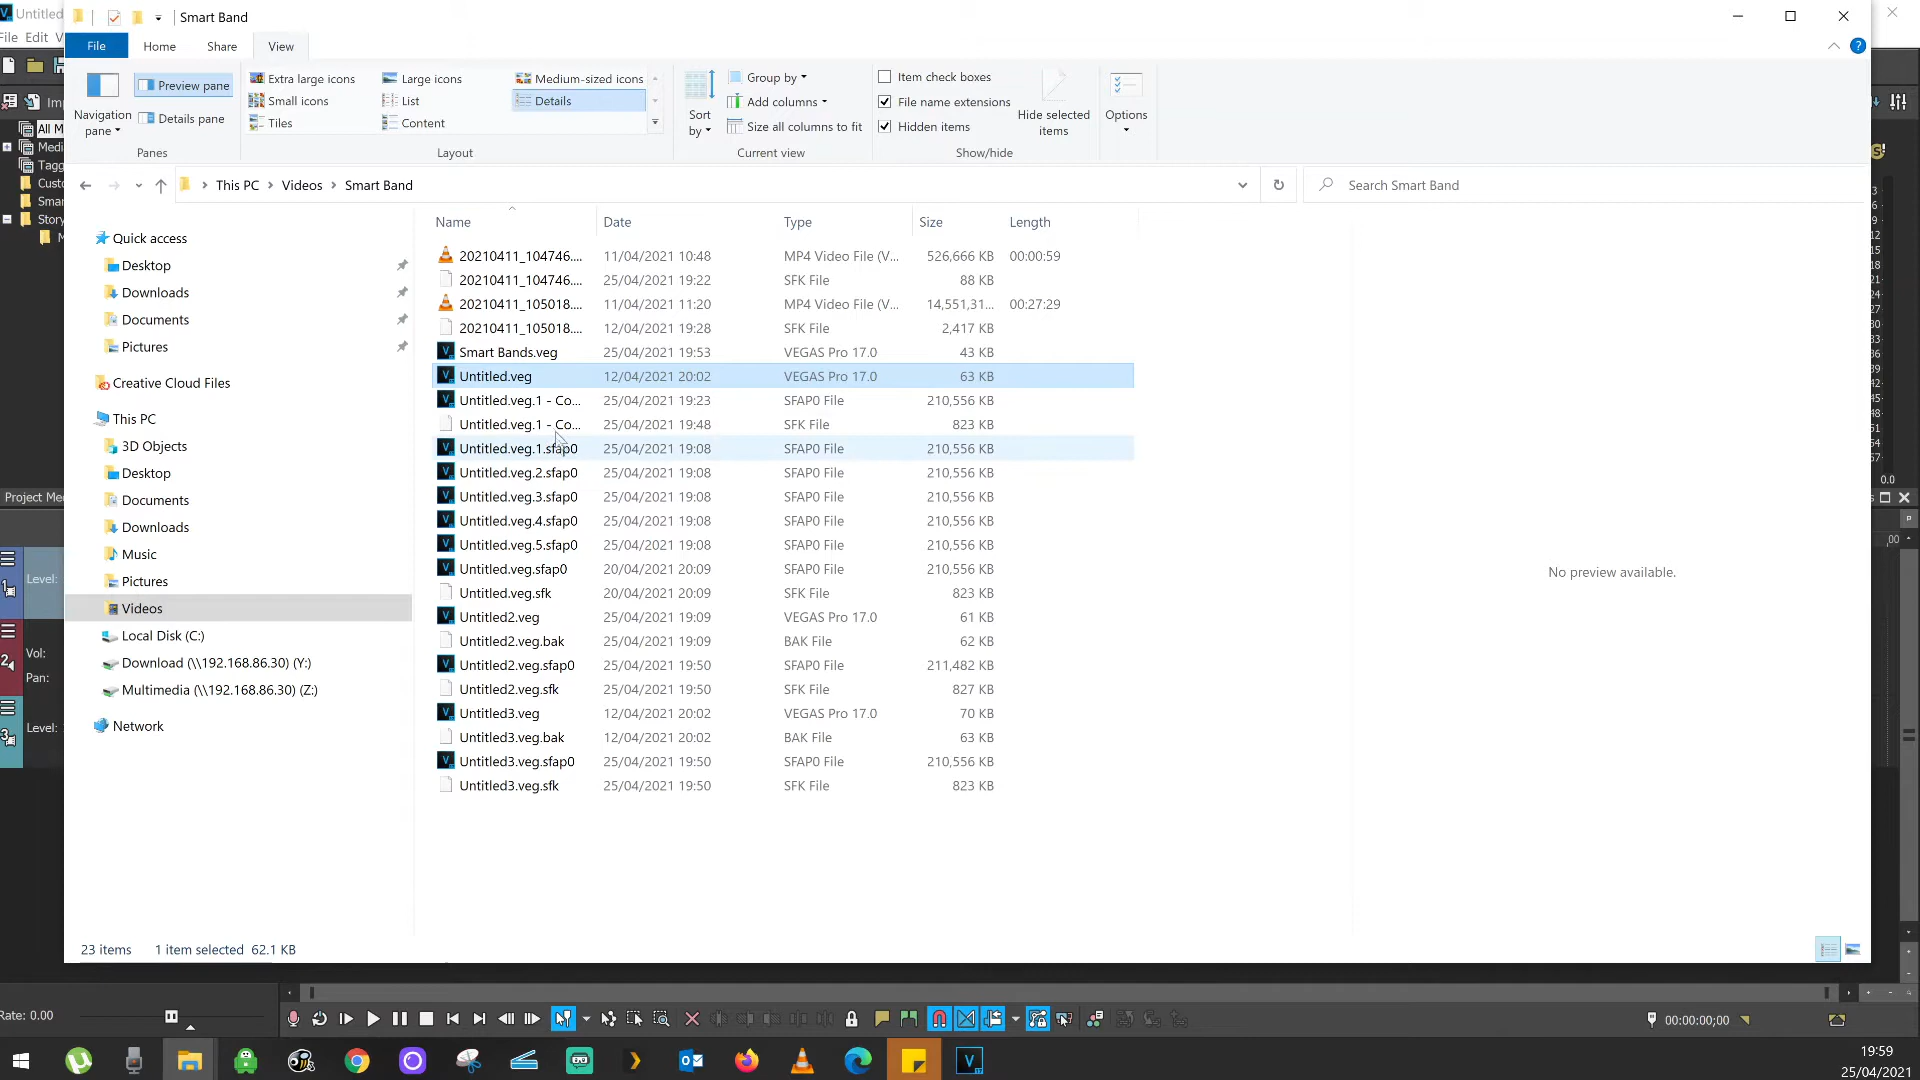 Untitled
Smart Band
File Edit V
File
Home
Share
View
Navigation pane
Preview pane
Details pane
Panes
Extra large icons
Large icons
Medium-sized icons
Small icons
List
Details
Tiles
Content
Layout
Sort by
Group by
Add columns
Size all columns to fit
Current view
Item check boxes
File name extensions
Hidden items
Hide selected items
Show/hide
Options
This PC > Videos > Smart Band
Search Smart Band
Name Date Type Size Length
20210411_104746.... 11/04/2021 10:48 MP4 Video File (V... 526,666 KB 00:00:59
20210411_104746.... 25/04/2021 19:22 SFK File 88 KB
20210411_105018.... 11/04/2021 11:20 MP4 Video File (V... 14,551,31... 00:27:29
20210411_105018.... 12/04/2021 19:28 SFK File 2,417 KB
Smart Bands.veg 25/04/2021 19:53 VEGAS Pro 17.0 43 KB
Untitled.veg 12/04/2021 20:02 VEGAS Pro 17.0 63 KB
Untitled.veg.1 - Co... 25/04/2021 19:23 SFAP0 File 210,556 KB
Untitled.veg.1 - Co... 25/04/2021 19:48 SFK File 823 KB
Untitled.veg.1.sfap0 25/04/2021 19:08 SFAP0 File 210,556 KB
Untitled.veg.2.sfap0 25/04/2021 19:08 SFAP0 File 210,556 KB
Untitled.veg.3.sfap0 25/04/2021 19:08 SFAP0 File 210,556 KB
Untitled.veg.4.sfap0 25/04/2021 19:08 SFAP0 File 210,556 KB
Untitled.veg.5.sfap0 25/04/2021 19:08 SFAP0 File 210,556 KB
Untitled.veg.sfap0 20/04/2021 20:09 SFAP0 File 210,556 KB
Untitled.veg.sfk 20/04/2021 20:09 SFK File 823 KB
Untitled2.veg 25/04/2021 19:09 VEGAS Pro 17.0 61 KB
Untitled2.veg.bak 25/04/2021 19:09 BAK File 62 KB
Untitled2.veg.sfap0 25/04/2021 19:50 SFAP0 File 211,482 KB
Untitled2.veg.sfk 25/04/2021 19:50 SFK File 827 KB
Untitled3.veg 12/04/2021 20:02 VEGAS Pro 17.0 70 KB
Untitled3.veg.bak 12/04/2021 20:02 BAK File 63 KB
Untitled3.veg.sfap0 25/04/2021 19:50 SFAP0 File 210,556 KB
Untitled3.veg.sfk 25/04/2021 19:50 SFK File 823 KB
Quick access
Desktop
Downloads
Documents
Pictures
Creative Cloud Files
This PC
3D Objects
Desktop
Documents
Downloads
Music
Pictures
Videos
Local Disk (C:)
Download (\\192.168.86.30) (Y:)
Multimedia (\\192.168.86.30) (Z:)
Network
No preview available.
23 items 1 item selected 62.1 KB
Imp
All M
Medi
Tagg
Custo
Smar
Story
M
Project Me
Level:
Vol:
Pan:
Level:
0.0
Rate: 0.00
00:00:00;00
19:59
25/04/2021